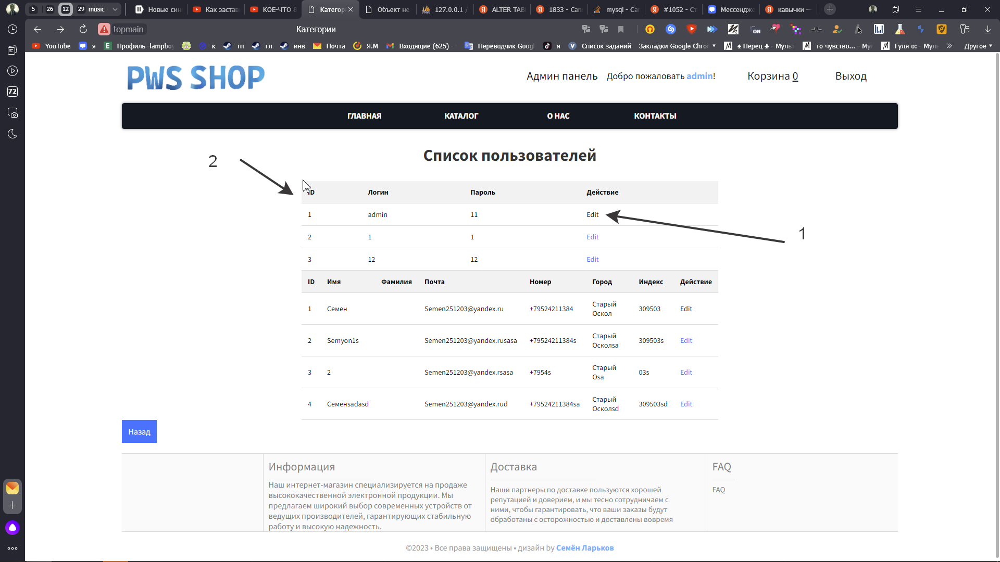 5 26 12 29 music Новые син Как застав КОЕ-ЧТО 8 Категор Объект не 127.0.0.1 / ALTER TAB 1833 - Can mysql - Can #1052 - Ст Мессендже кавычки —
topmain Категории ON
YouTube я Профиль -lampboy к тп гл инв Почта Я.М Входящие (625) - Переводчик Googl я Список заданий Закладки Google Chrom ♠ Перец ♣ - Мульт то чувство... - Му Гуля о: - Муль » Другое
72
PWS SHOP
Админ панель Добро пожаловать admin! Корзина 0 Выход
ГЛАВНАЯ КАТАЛОГ О НАС КОНТАКТЫ
Список пользователей
2
ID Логин Пароль Действие
1 admin 11 Edit
1
2 1 1 Edit
3 12 12 Edit
ID Имя Фамилия Почта Номер Город Индекс Действие
1 Семен Semen251203@yandex.ru +79524211384 Старый Оскол 309503 Edit
2 Semyon1s Semen251203@yandex.rusasa +79524211384s Старый Осколsa 309503s Edit
3 2 Semen251203@yandex.rsasa +7954s Старый Osa 03s Edit
4 Семенsadasd Semen251203@yandex.rud +79524211384sa Старый Осколsd 309503sd Edit
Назад
Информация
Наш интернет-магазин специализируется на продаже
высококачественной электронной продукции. Мы
предлагаем широкий выбор современных устройств от
ведущих производителей, гарантирующих стабильную
работу и высокую надежность.
Доставка
Наши партнеры по доставке пользуются хорошей
репутацией и доверием, и мы тесно сотрудничаем с
ними, чтобы гарантировать, что ваши заказы будут
обработаны с осторожностью и доставлены вовремя
FAQ
FAQ
©2023 • Все права защищены • дизайн by Семён Ларьков